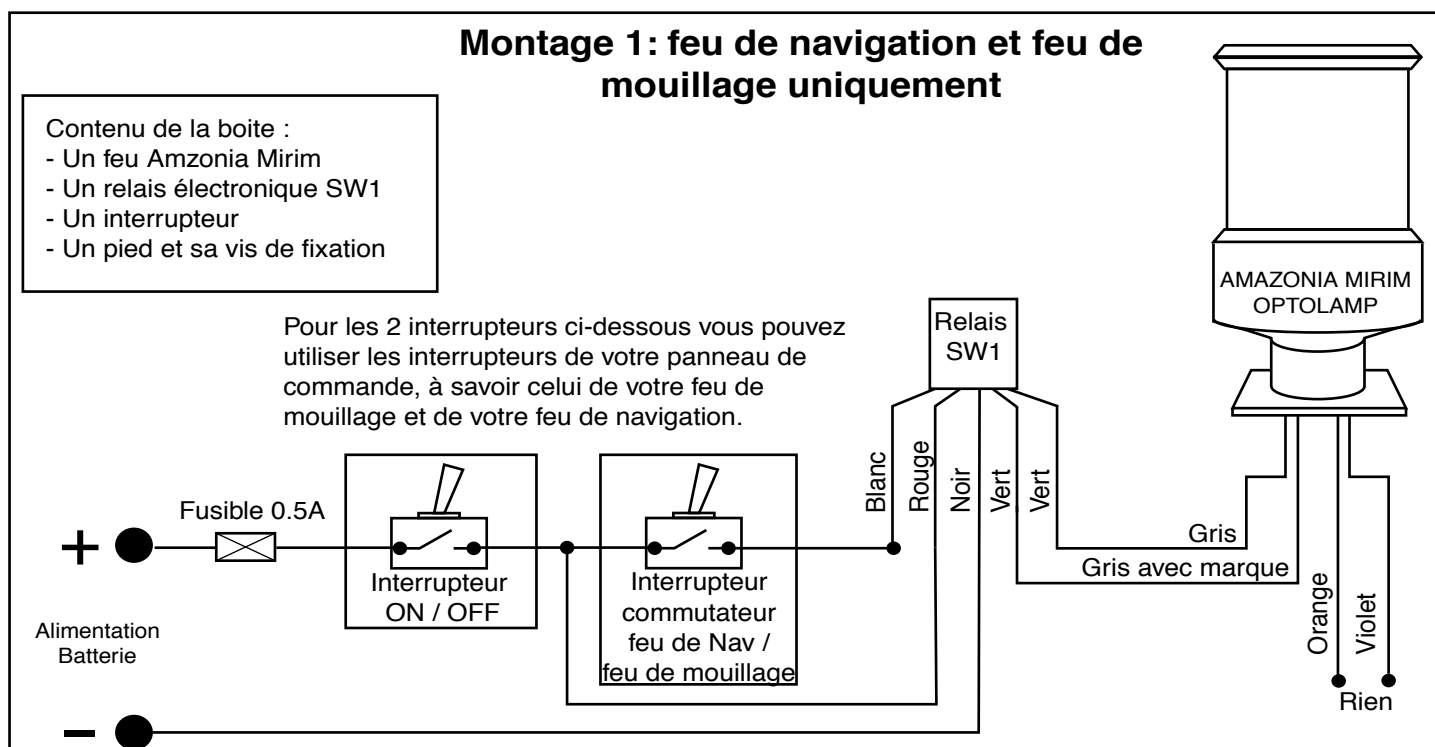 Montage 1: feu de navigation et feu de
mouillage uniquement
Contenu de la boite :
- Un feu Amzonia Mirim
- Un relais électronique SW1
- Un interrupteur
- Un pied et sa vis de fixation
AMAZONIA MIRIM
OPTOLAMP
Pour les 2 interrupteurs ci-dessous vous pouvez
utiliser les interrupteurs de votre panneau de
commande, à savoir celui de votre feu de
mouillage et de votre feu de navigation.
Relais
SW1
Blanc
Rouge
Noir
Vert
Vert
Fusible 0.5A
+
Interrupteur
ON / OFF
Interrupteur
commutateur
feu de Nav /
feu de mouillage
Gris
Gris avec marque
Orange
Violet
Rien
Alimentation
Batterie
-